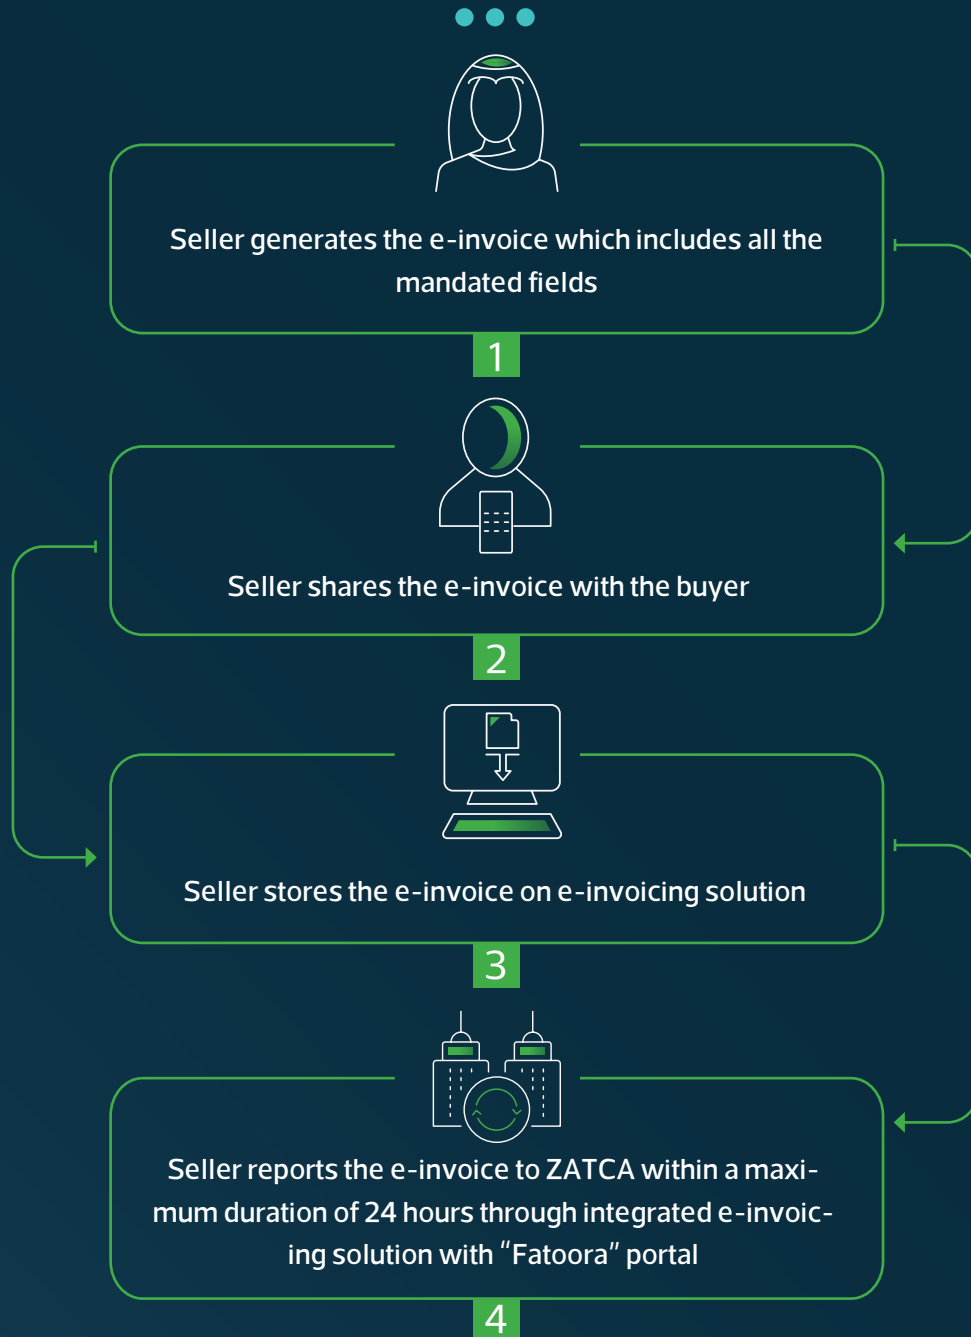 Seller generates the e-invoice which includes all the
mandated fields
1
Seller shares the e-invoice with the buyer
2
Seller stores the e-invoice on e-invoicing solution
3
Seller reports the e-invoice to ZATCA within a maxi-
mum duration of 24 hours through integrated e-invoic-
ing solution with “Fatoora” portal
4